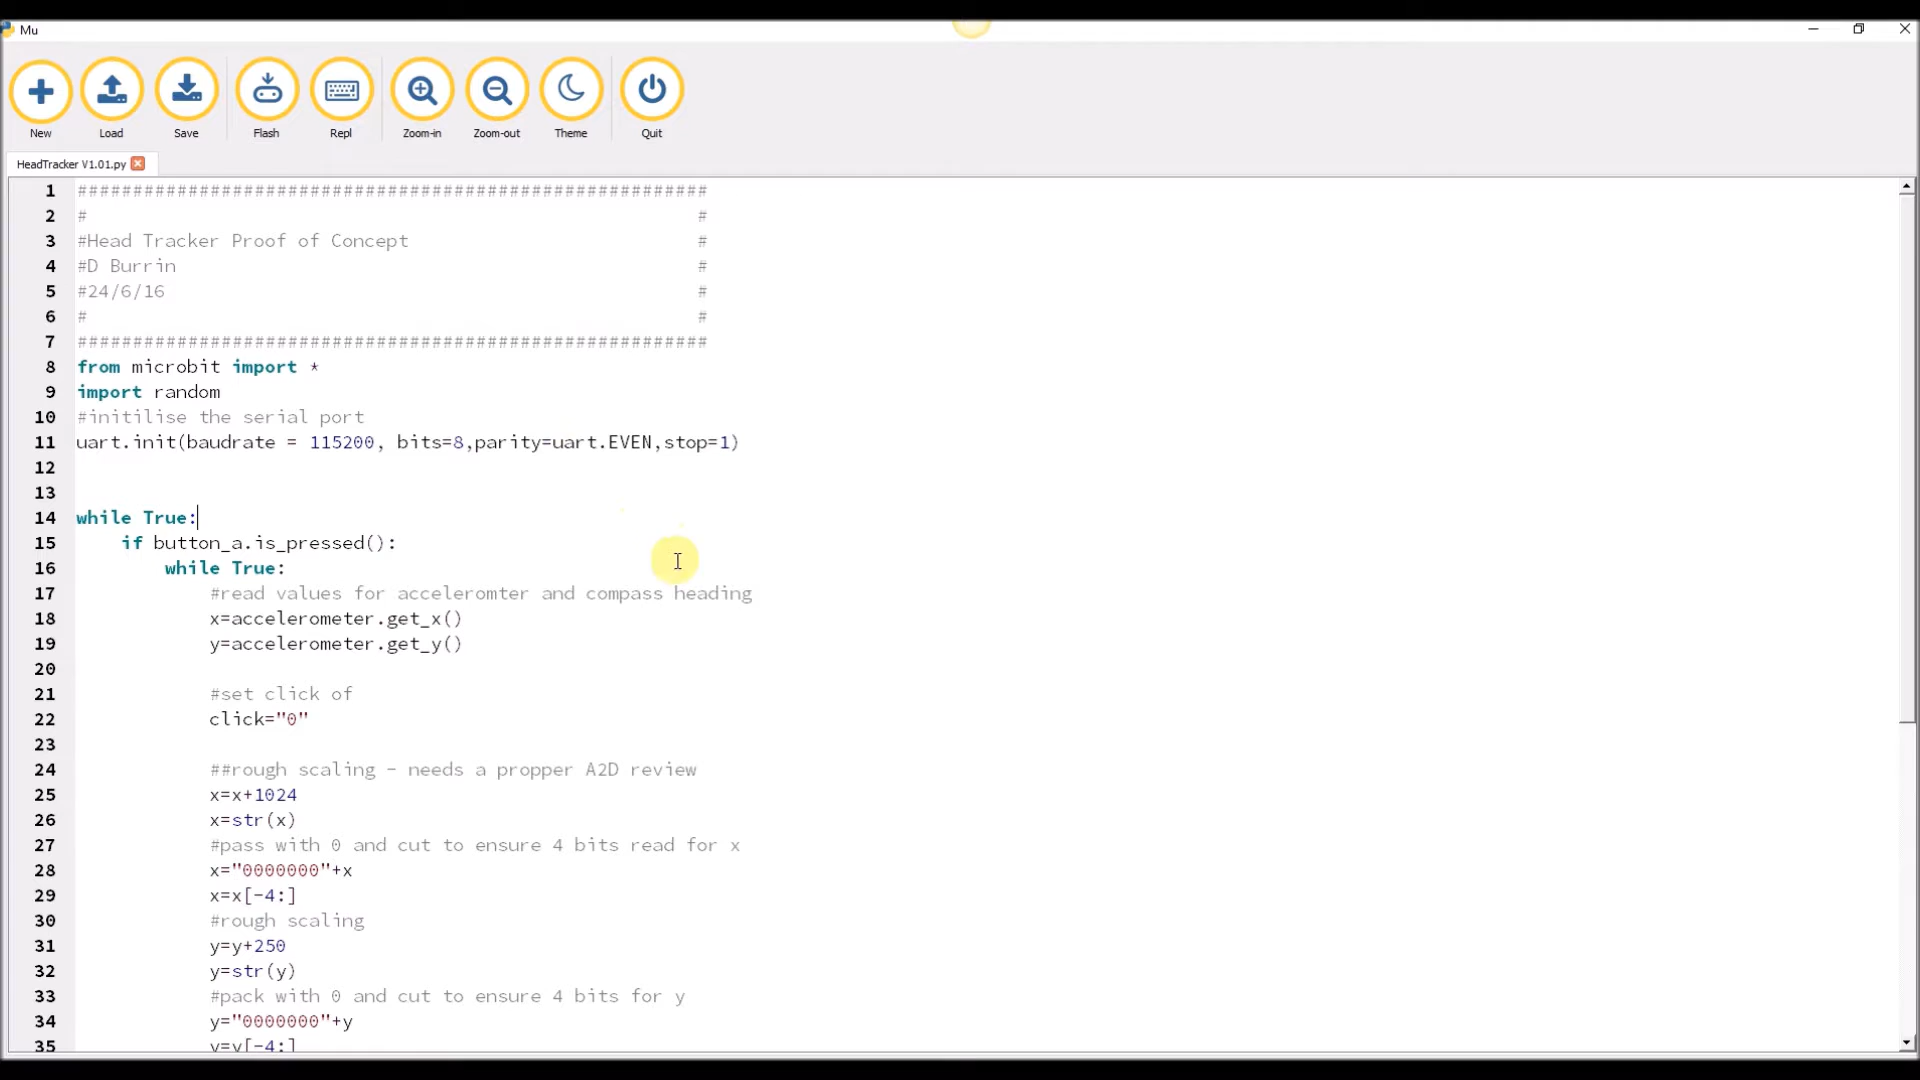 Mu
New Load Save Flash Repl Zoom-in Zoom-out Theme Quit
HeadTracker V1.01.py
1 #########################################################
2 # #
3 #Head Tracker Proof of Concept #
4 #D Burrin #
5 #24/6/16 #
6 # #
7 #########################################################
8 from microbit import *
9 import random
10 #initilise the serial port
11 uart.init(baudrate = 115200, bits=8,parity=uart.EVEN,stop=1)
12
13
14 while True:
15 if button_a.is_pressed():
16 while True:
17 #read values for acceleromter and compass heading
18 x=accelerometer.get_x()
19 y=accelerometer.get_y()
20
21 #set click of
22 click="0"
23
24 ##rough scaling - needs a propper A2D review
25 x=x+1024
26 x=str(x)
27 #pass with 0 and cut to ensure 4 bits read for x
28 x="0000000"+x
29 x=x[-4:]
30 #rough scaling
31 y=y+250
32 y=str(y)
33 #pack with 0 and cut to ensure 4 bits for y
34 y="0000000"+y
35 y=y[-4:]